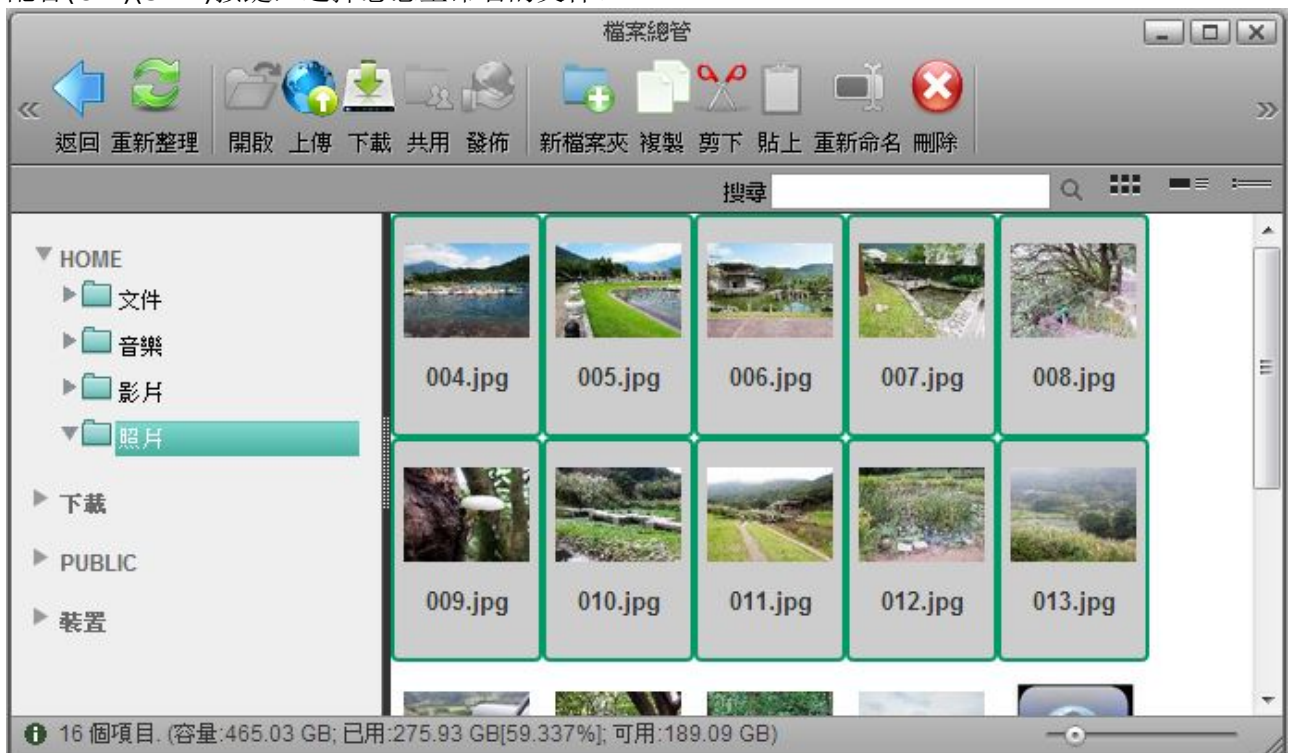 檔案總管
返回 重新整理 開啟 上傳 下載 共用 發佈 新檔案夾 複製 剪下 貼上 重新命名 刪除
搜尋
HOME
文件
音樂
影片
照片
下載
PUBLIC
裝置
004.jpg 005.jpg 006.jpg 007.jpg 008.jpg
009.jpg 010.jpg 011.jpg 012.jpg 013.jpg
16 個項目. (容量:465.03 GB; 已用:275.93 GB[59.337%]; 可用:189.09 GB)